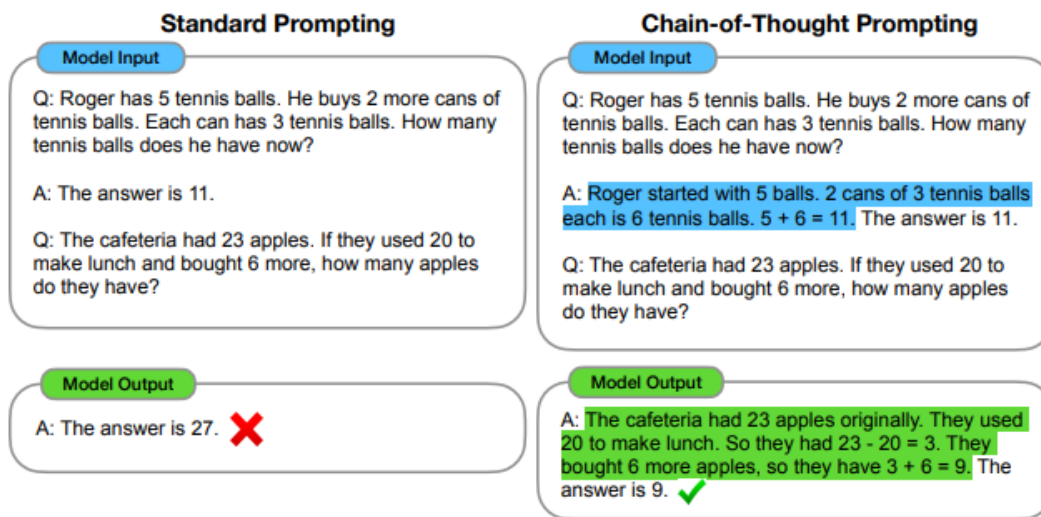 Standard Prompting
Model Input
Q: Roger has 5 tennis balls. He buys 2 more cans of
tennis balls. Each can has 3 tennis balls. How many
tennis balls does he have now?
A: The answer is 11.
Q: The cafeteria had 23 apples. If they used 20 to
make lunch and bought 6 more, how many apples
do they have?
Model Output
A: The answer is 27.
Chain-of-Thought Prompting
Model Input
Q: Roger has 5 tennis balls. He buys 2 more cans of
tennis balls. Each can has 3 tennis balls. How many
tennis balls does he have now?
A: Roger started with 5 balls. 2 cans of 3 tennis balls
each is 6 tennis balls. 5 + 6 = 11. The answer is 11.
Q: The cafeteria had 23 apples. If they used 20 to
make lunch and bought 6 more, how many apples
do they have?
Model Output
A: The cafeteria had 23 apples originally. They used
20 to make lunch. So they had 23 - 20 = 3. They
bought 6 more apples, so they have 3 + 6 = 9. The
answer is 9.